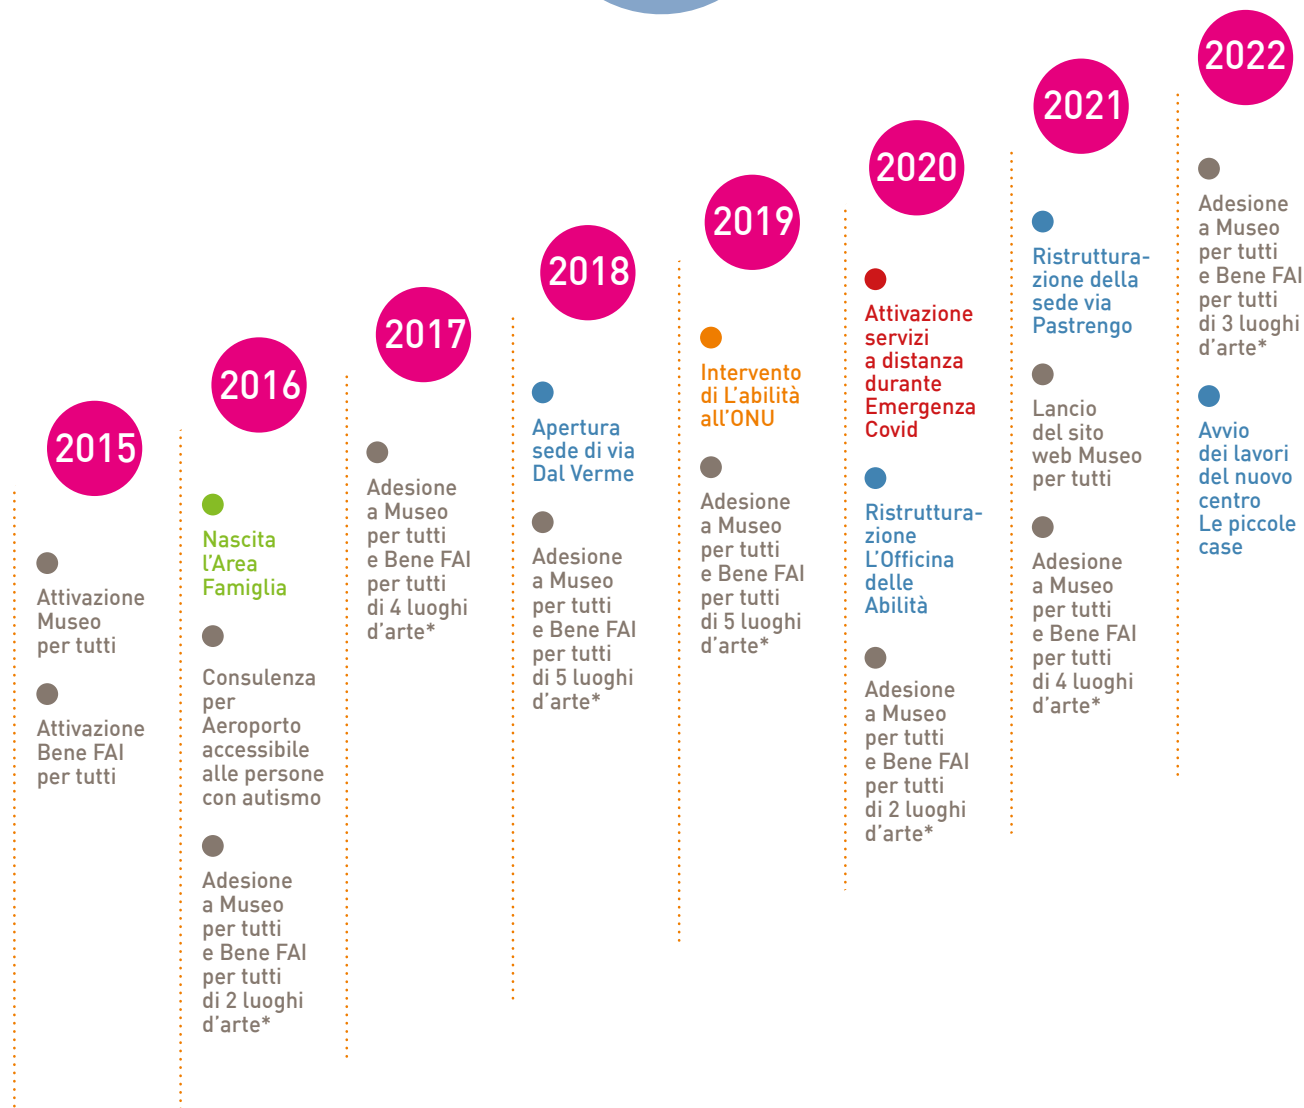 2015
Attivazione
Museo
per tutti
Attivazione
Bene FAI
per tutti
2016
Nascita
l'Area
Famiglia
Consulenza
per
Aeroporto
accessibile
alle persone
con autismo
Adesione
a Museo
per tutti
e Bene FAI
per tutti
di 2 luoghi
d'arte*
2017
Adesione
a Museo
per tutti
e Bene FAI
per tutti
di 4 luoghi
d'arte*
2018
Apertura
sede di via
Dal Verme
Adesione
a Museo
per tutti
e Bene FAI
per tutti
di 5 luoghi
d'arte*
2019
Intervento
di L'abilità
all'ONU
Adesione
a Museo
per tutti
e Bene FAI
per tutti
di 5 luoghi
d'arte*
2020
Attivazione
servizi
a distanza
durante
Emergenza
Covid
Ristruttura-
zione
L'Officina
delle
Abilità
Adesione
a Museo
per tutti
e Bene FAI
per tutti
di 2 luoghi
d'arte*
2021
Ristruttura-
zione della
sede via
Pastrengo
Lancio
del sito
web Museo
per tutti
Adesione
a Museo
per tutti
e Bene FAI
per tutti
di 4 luoghi
d'arte*
2022
Adesione
a Museo
per tutti
e Bene FAI
per tutti
di 3 luoghi
d'arte*
Avvio
dei lavori
del nuovo
centro
Le piccole
case